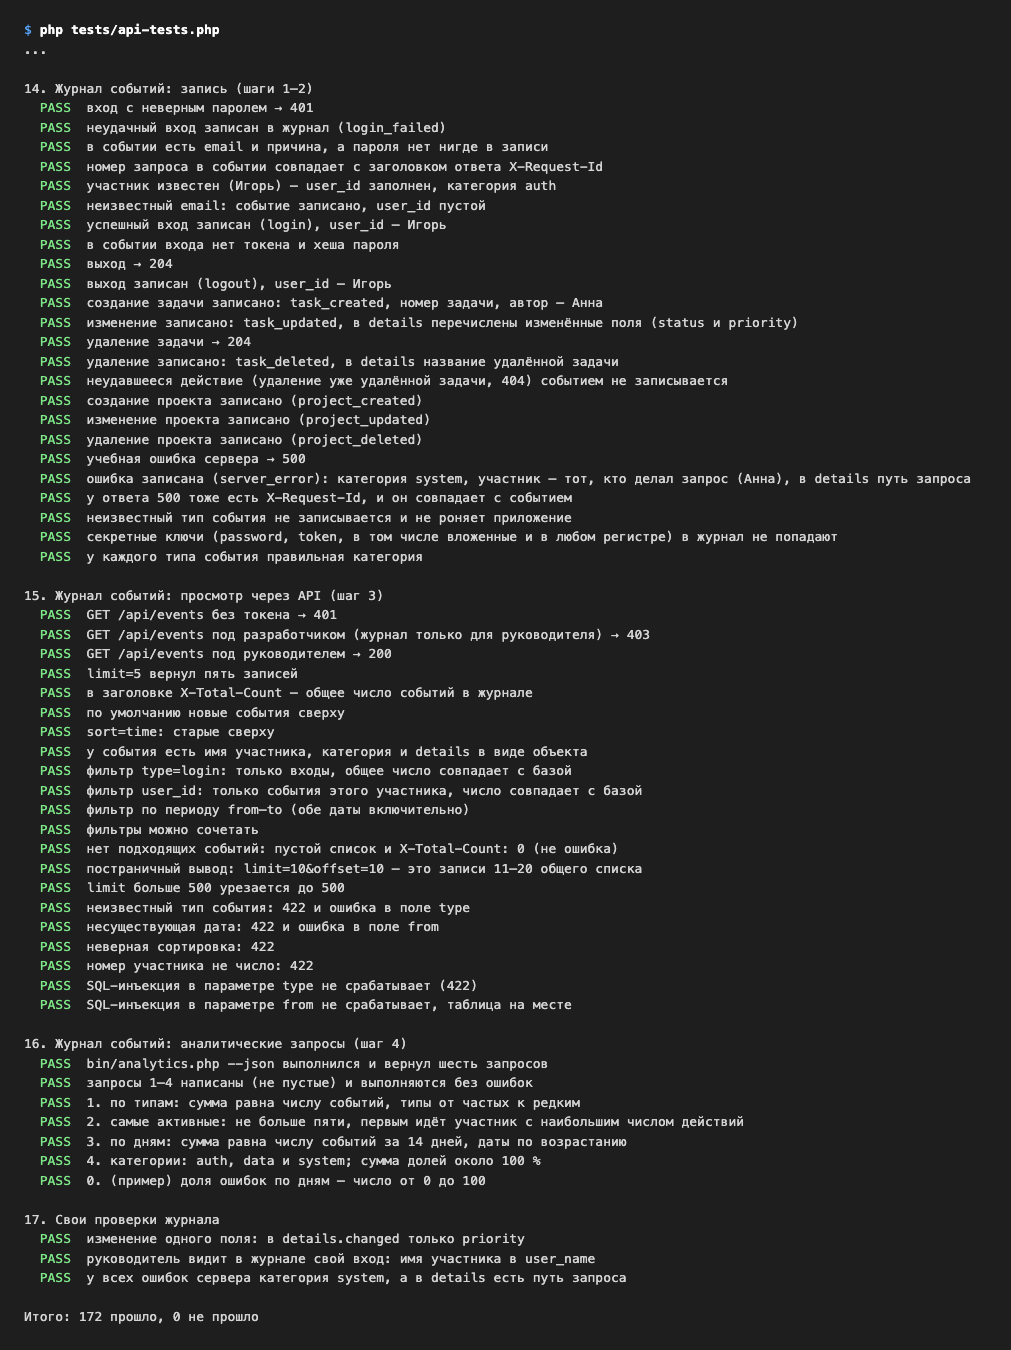 $ php tests/api-tests.php
...
14. Журнал событий: запись (шаги 1–2)
PASS вход с неверным паролем → 401
PASS неудачный вход записан в журнал (login_failed)
PASS в событии есть email и причина, а пароля нет нигде в записи
PASS номер запроса в событии совпадает с заголовком ответа X-Request-Id
PASS участник известен (Игорь) — user_id заполнен, категория auth
PASS неизвестный email: событие записано, user_id пустой
PASS успешный вход записан (login), user_id — Игорь
PASS в событии входа нет токена и хеша пароля
PASS выход → 204
PASS выход записан (logout), user_id — Игорь
PASS создание задачи записано: task_created, номер задачи, автор — Анна
PASS изменение записано: task_updated, в details перечислены изменённые поля (status и priority)
PASS удаление задачи → 204
PASS удаление записано: task_deleted, в details название удалённой задачи
PASS неудавшееся действие (удаление уже удалённой задачи, 404) событием не записывается
PASS создание проекта записано (project_created)
PASS изменение проекта записано (project_updated)
PASS удаление проекта записано (project_deleted)
PASS учебная ошибка сервера → 500
PASS ошибка записана (server_error): категория system, участник — тот, кто делал запрос (Анна), в details путь запроса
PASS у ответа 500 тоже есть X-Request-Id, и он совпадает с событием
PASS неизвестный тип события не записывается и не роняет приложение
PASS секретные ключи (password, token, в том числе вложенные и в любом регистре) в журнал не попадают
PASS у каждого типа события правильная категория
15. Журнал событий: просмотр через API (шаг 3)
PASS GET /api/events без токена → 401
PASS GET /api/events под разработчиком (журнал только для руководителя) → 403
PASS GET /api/events под руководителем → 200
PASS limit=5 вернул пять записей
PASS в заголовке X-Total-Count — общее число событий в журнале
PASS по умолчанию новые события сверху
PASS sort=time: старые сверху
PASS у события есть имя участника, категория и details в виде объекта
PASS фильтр type=login: только входы, общее число совпадает с базой
PASS фильтр user_id: только события этого участника, число совпадает с базой
PASS фильтр по периоду from–to (обе даты включительно)
PASS фильтры можно сочетать
PASS нет подходящих событий: пустой список и X-Total-Count: 0 (не ошибка)
PASS постраничный вывод: limit=10&offset=10 — это записи 11–20 общего списка
PASS limit больше 500 урезается до 500
PASS неизвестный тип события: 422 и ошибка в поле type
PASS несуществующая дата: 422 и ошибка в поле from
PASS неверная сортировка: 422
PASS номер участника не число: 422
PASS SQL-инъекция в параметре type не срабатывает (422)
PASS SQL-инъекция в параметре from не срабатывает, таблица на месте
16. Журнал событий: аналитические запросы (шаг 4)
PASS bin/analytics.php --json выполнился и вернул шесть запросов
PASS запросы 1–4 написаны (не пустые) и выполняются без ошибок
PASS 1. по типам: сумма равна числу событий, типы от частых к редким
PASS 2. самые активные: не больше пяти, первым идёт участник с наибольшим числом действий
PASS 3. по дням: сумма равна числу событий за 14 дней, даты по возрастанию
PASS 4. категории: auth, data и system; сумма долей около 100 %
PASS 0. (пример) доля ошибок по дням — число от 0 до 100
17. Свои проверки журнала
PASS изменение одного поля: в details.changed только priority
PASS руководитель видит в журнале свой вход: имя участника в user_name
PASS у всех ошибок сервера категория system, а в details есть путь запроса
Итого: 172 прошло, 0 не прошло